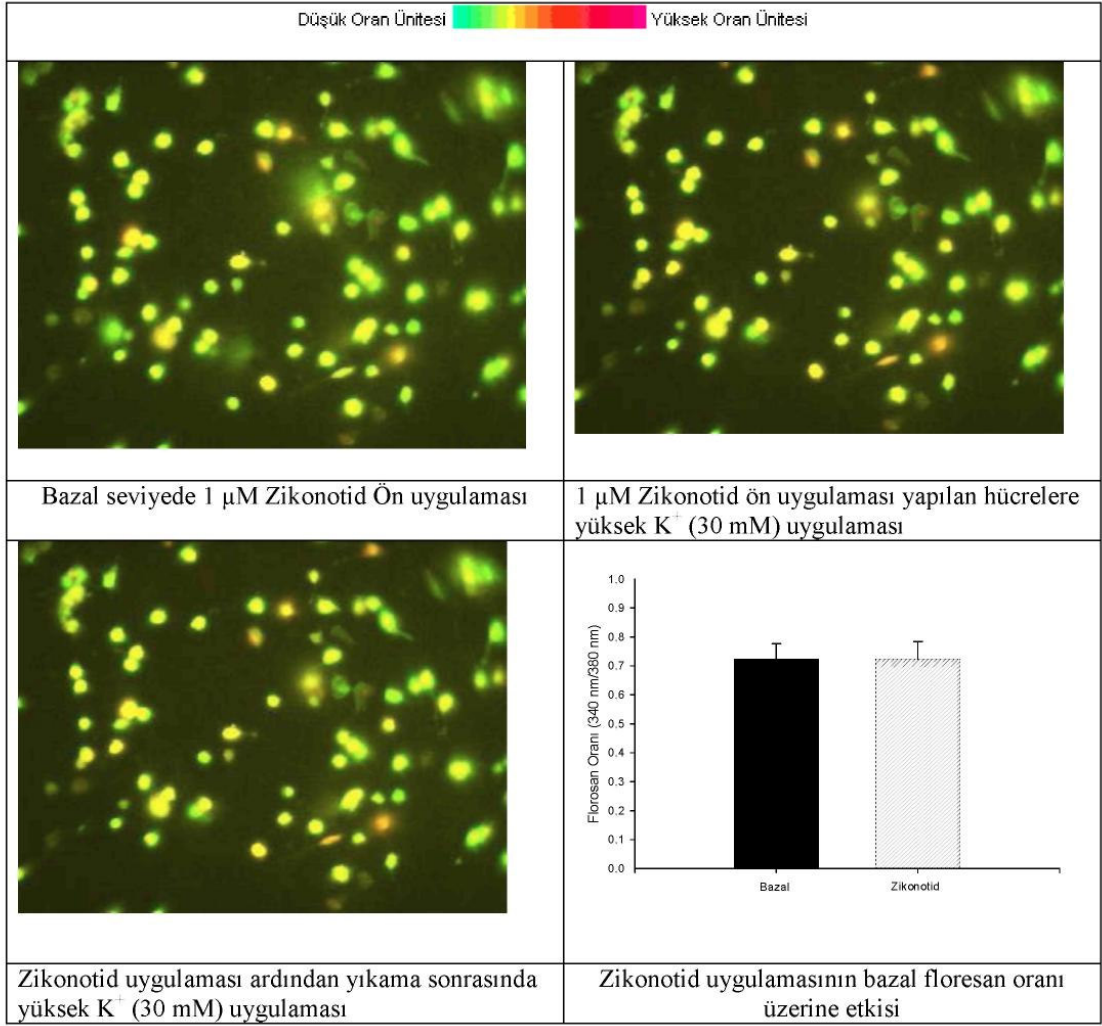 Düşük Oran Ünitesi Yüksek Oran Ünitesi
Bazal seviyede 1 µM Zikonotid Ön uygulaması
1 µM Zikonotid ön uygulaması yapılan hücrelere
yüksek K⁺ (30 mM) uygulaması
Florosan Oranı (340 nm/380 nm)
1.0
0.9
0.8
0.7
0.6
0.5
0.4
0.3
0.2
0.1
0.0
Bazal Zikonotid
Zikonotid uygulaması ardından yıkama sonrasında
yüksek K⁺ (30 mM) uygulaması
Zikonotid uygulamasının bazal floresan oranı
üzerine etkisi